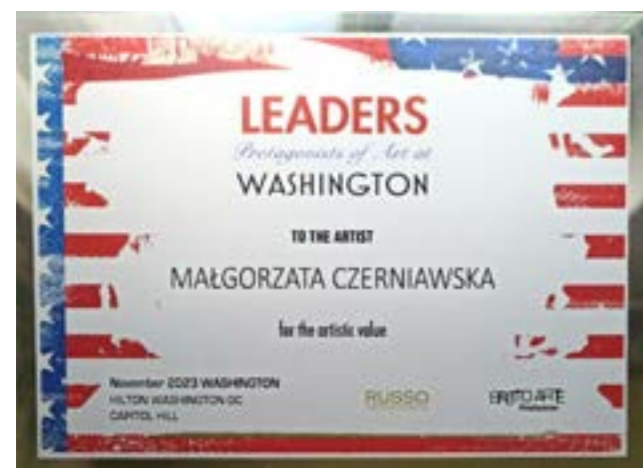 LEADERS
Protagonists of Art at
WASHINGTON
TO THE ARTIST
MAŁGORZATA CZERNIAWSKA
for the artistic value
November 2023 WASHINGTON
HILTON WASHINGTON DC
CAPITOL HILL
RUSSO